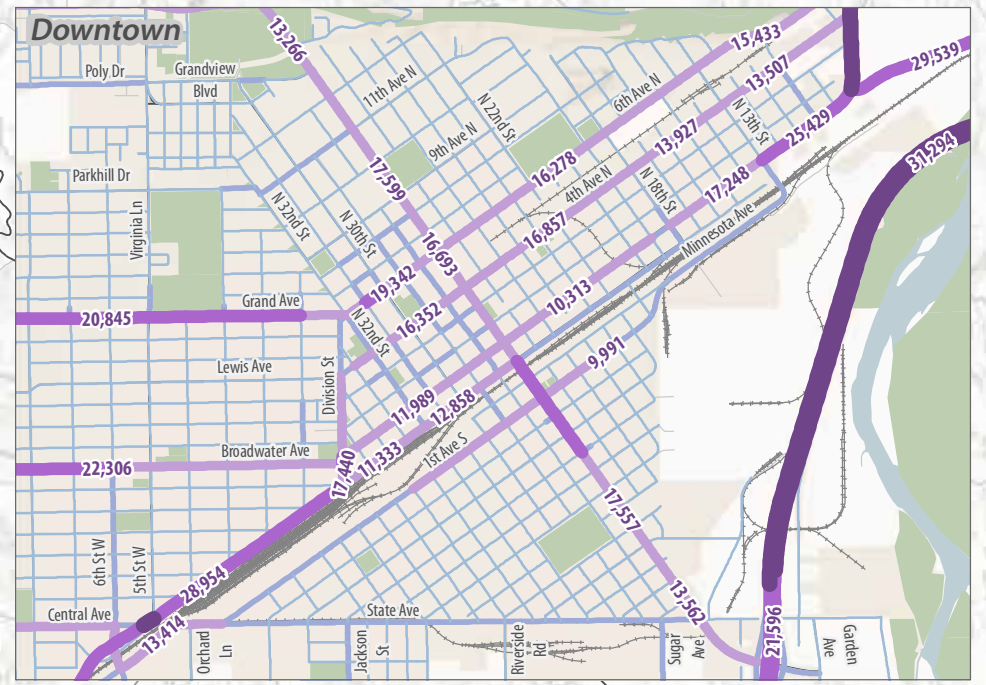 Downtown
13,266
15,433
29,539
Poly Dr
Grandview
Blvd
11th Ave N
6th Ave N
13,507
N 22nd St
N 13th St
25,429
9th Ave N
13,927
31,294
17,599
16,278
4th Ave N
Parkhill Dr
17,248
N 18th St
N 32nd St
N 30th St
Virginia Ln
16,857
Minnesota Ave
16,693
19,342
10,313
Grand Ave
20,845
16,352
N 32nd St
9,991
Lewis Ave
Division St
11,989
12,858
Broadwater Ave
1st Ave S
11,333
22,306
17,440
17,557
6th St W
5th St W
28,954
13,562
Central Ave
State Ave
13,414
Orchard
Ln
Jackson
St
Riverside
Rd
Sugar
Ave
21,596
Garden
Ave